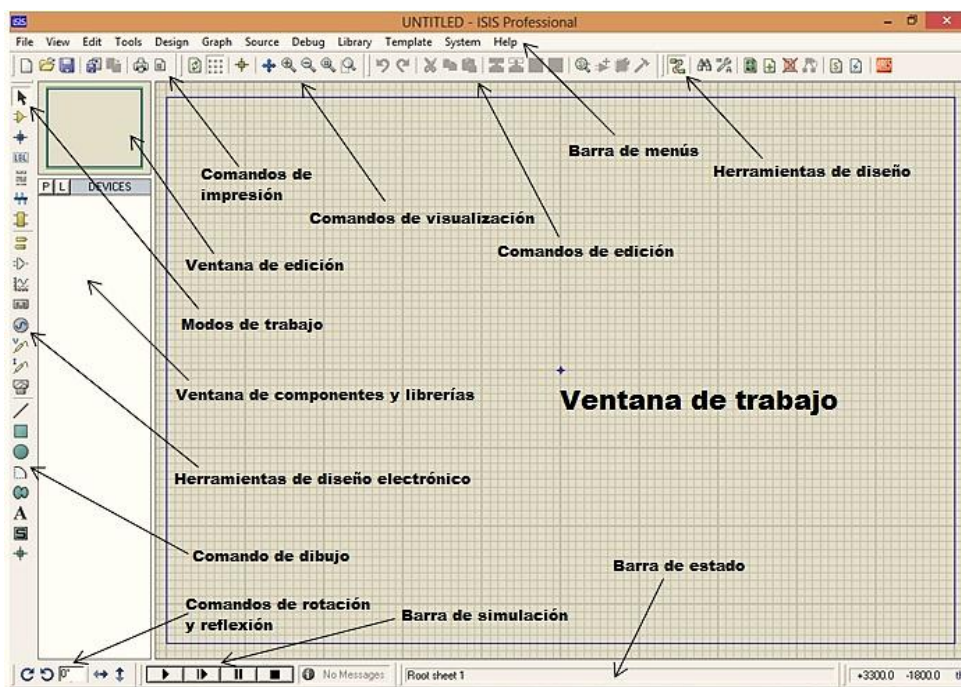 UNTITLED - ISIS Professional
File View Edit Tools Design Graph Source Debug Library Template System Help
LBL
P L DEVICES
Barra de menús
Herramientas de diseño
Comandos de
impresión
Comandos de visualización
Comandos de edición
Ventana de edición
Modos de trabajo
Ventana de componentes y librerías
Ventana de trabajo
Herramientas de diseño electrónico
A
S
Comando de dibujo
Barra de estado
Comandos de rotación
y reflexión
Barra de simulación
0°
No Messages
Root sheet 1
+3300.0 -1800.0 th